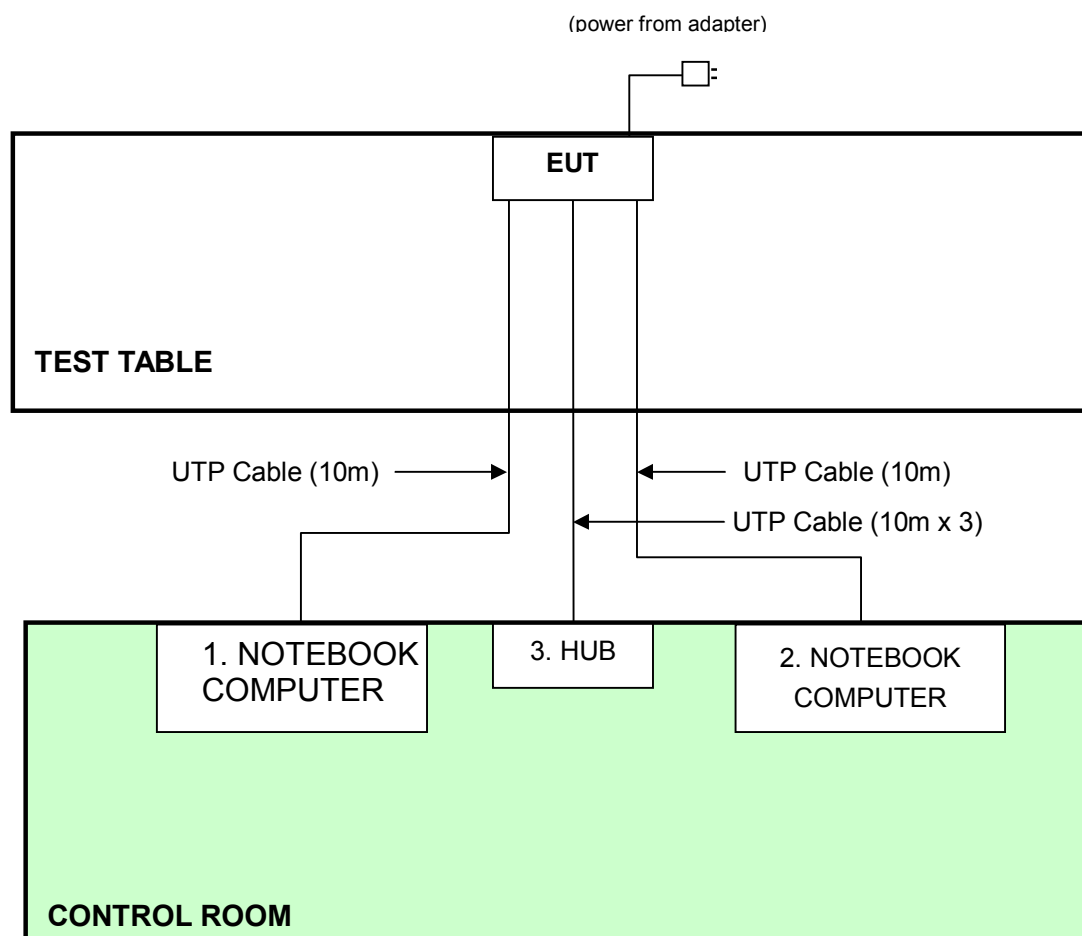 (power from adapter)
EUT
TEST TABLE
UTP Cable (10m)
UTP Cable (10m)
UTP Cable (10m x 3)
1. NOTEBOOK
COMPUTER
3. HUB
2. NOTEBOOK
COMPUTER
CONTROL ROOM